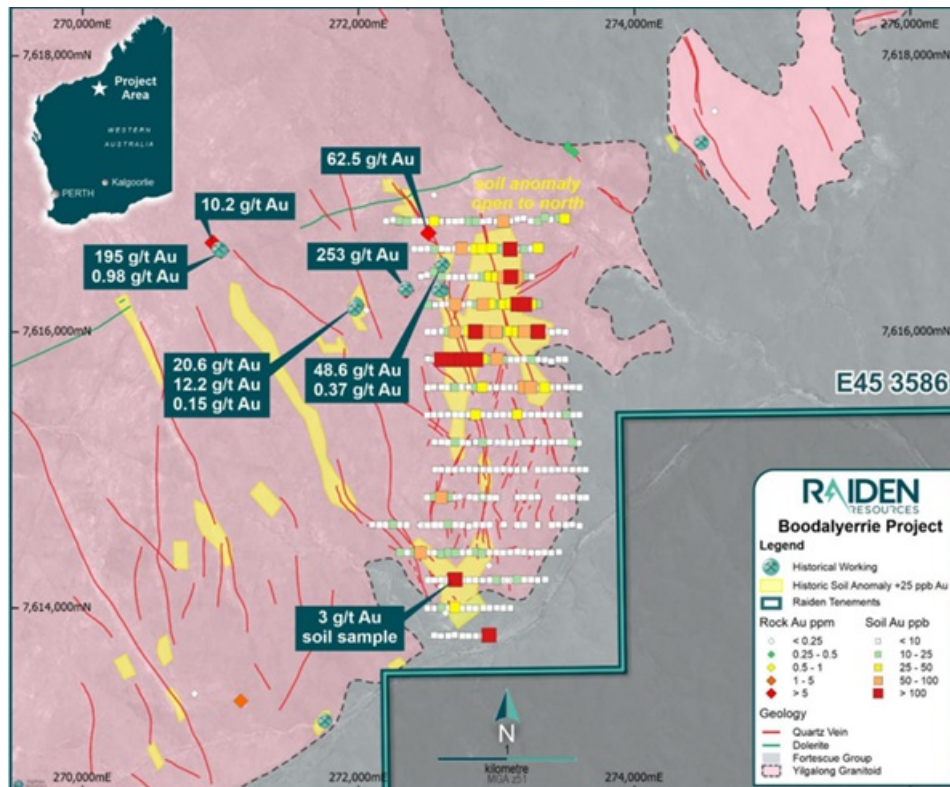 270,000mE
272,000mE
274,000mE
276,000mE
7,618,000mN
7,618,000mN
Project
Area
WESTERN
AUSTRALIA
PERTH
Kalgoorlie
62.5 g/t Au
soil anomaly
open to north
10.2 g/t Au
195 g/t Au
0.98 g/t Au
253 g/t Au
7,616,000mN
7,616,000mN
20.6 g/t Au
12.2 g/t Au
0.15 g/t Au
48.6 g/t Au
0.37 g/t Au
E45 3586
3 g/t Au
soil sample
7,614,000mN
RAIDEN
RESOURCES
Boodalyerrie Project
Legend
Historical Working
Historic Soil Anomaly +25 ppb Au
Raiden Tenements
Rock Au ppm Soil Au ppb
< 0.25 < 10
0.25 - 0.5 10 - 25
0.5 - 1 25 - 50
1 - 5 50 - 100
> 5 > 100
Geology
Quartz Vein
Dolerite
Fortescue Group
Yilgalong Granitoid
N
1
kilometre
MGA z51
270,000mE
272,000mE
274,000mE